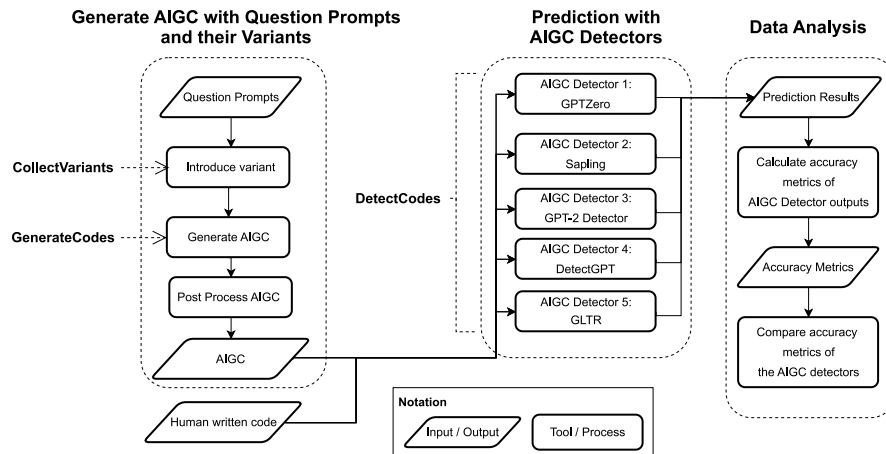 Generate AIGC with Question Prompts
and their Variants
Question Prompts
CollectVariants
Introduce variant
GenerateCodes
Generate AIGC
Post Process AIGC
AIGC
Human written code
Prediction with
AIGC Detectors
DetectCodes
AIGC Detector 1:
GPTZero
AIGC Detector 2:
Sapling
AIGC Detector 3:
GPT-2 Detector
AIGC Detector 4:
DetectGPT
AIGC Detector 5:
GLTR
Data Analysis
Prediction Results
Calculate accuracy
metrics of
AIGC Detector outputs
Accuracy Metrics
Compare accuracy
metrics of
the AIGC detectors
Notation
Input / Output
Tool / Process